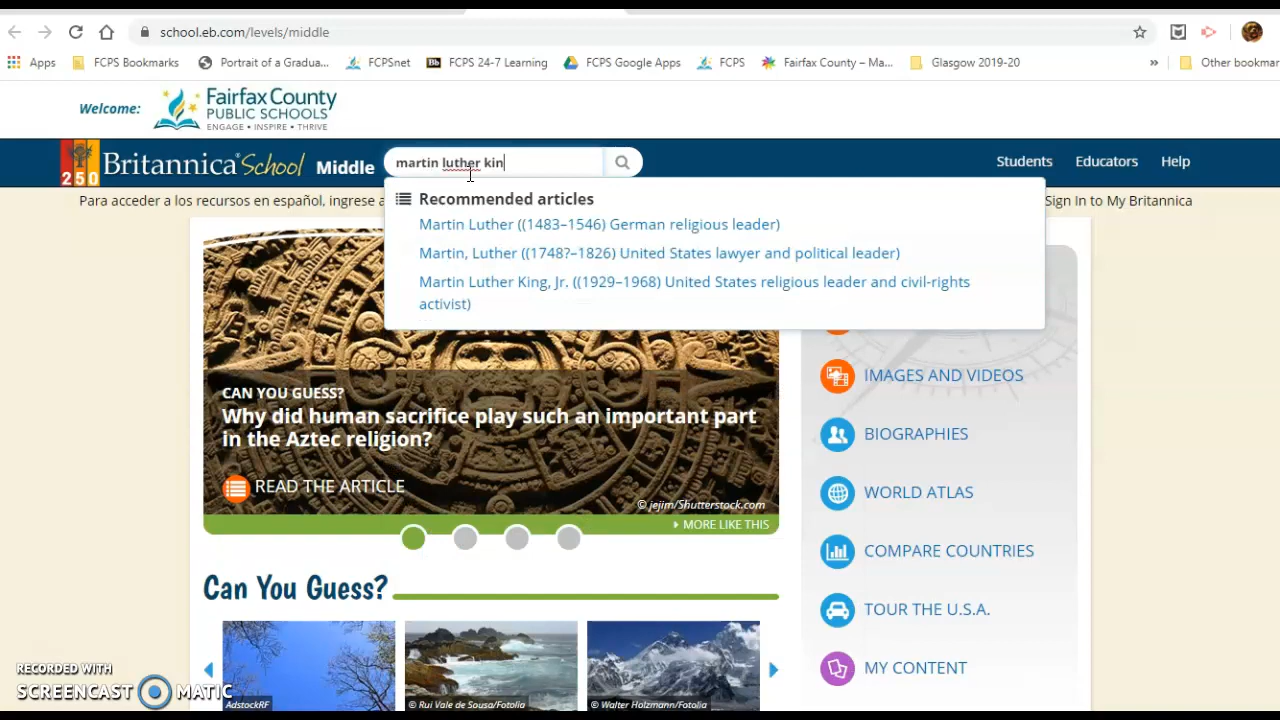 school.eb.com/levels/middle
Apps
FCPS Bookmarks
Portrait of a Gradua...
FCPSnet
Bb FCPS 24-7 Learning
FCPS Google Apps
FCPS
Fairfax County – Ma...
Glasgow 2019-20
»
Other bookmar
Welcome:
Fairfax County
PUBLIC SCHOOLS
ENGAGE • INSPIRE • THRIVE
250
Britannica® School Middle
martin luther kin
Students
Educators
Help
Para acceder a los recursos en español, ingrese a
Sign In to My Britannica
Recommended articles
Martin Luther ((1483–1546) German religious leader)
Martin, Luther ((1748?–1826) United States lawyer and political leader)
Martin Luther King, Jr. ((1929–1968) United States religious leader and civil-rights
activist)
CAN YOU GUESS?
Why did human sacrifice play such an important part
in the Aztec religion?
READ THE ARTICLE
© jejim/Shutterstock.com
MORE LIKE THIS
IMAGES AND VIDEOS
BIOGRAPHIES
WORLD ATLAS
COMPARE COUNTRIES
TOUR THE U.S.A.
MY CONTENT
Can You Guess?
AdstockRF
© Rui Vale de Sousa/Fotolia
© Walter Holzmann/Fotolia
RECORDED WITH
SCREENCAST MATIC